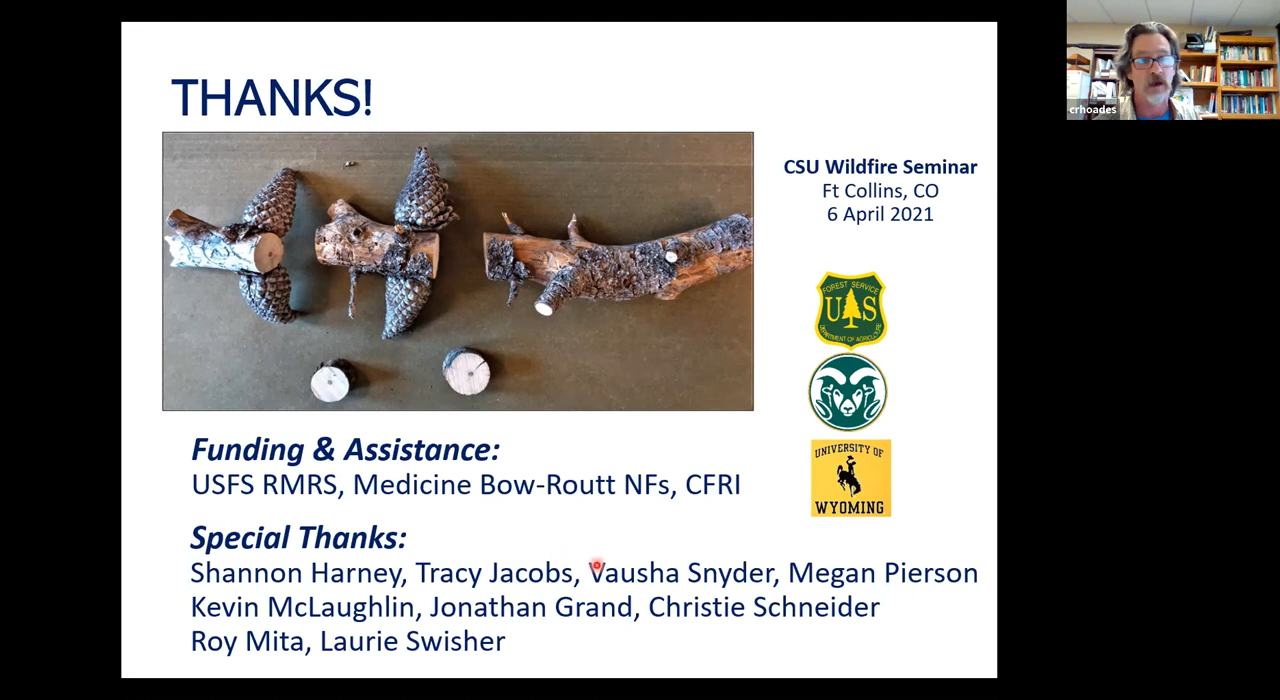 THANKS!
crhoades
CSU Wildfire Seminar
Ft Collins, CO
6 April 2021
FOREST SERVICE
U S
DEPARTMENT OF AGRICULTURE
UNIVERSITY OF
WYOMING
Funding & Assistance:
USFS RMRS, Medicine Bow-Routt NFs, CFRI
Special Thanks:
Shannon Harney, Tracy Jacobs, Vausha Snyder, Megan Pierson
Kevin McLaughlin, Jonathan Grand, Christie Schneider
Roy Mita, Laurie Swisher